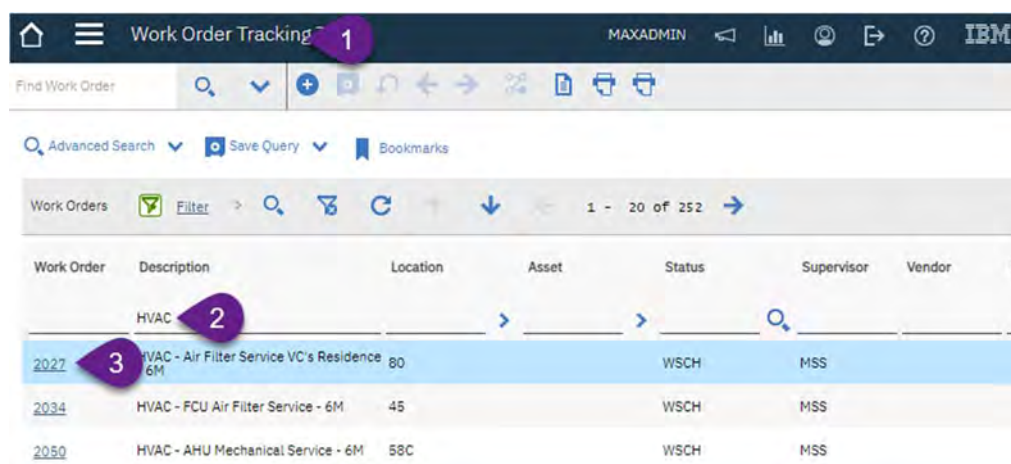 Work Order Tracking 1 MAXADMIN IBM
Find Work Order
Advanced Search Save Query Bookmarks
Work Orders Filter > 1 - 20 of 252
Work Order Description Location Asset Status Supervisor Vendor
HVAC 2
2027 3 HVAC - Air Filter Service VC's Residence 80 WSCH MSS
- 6M
2034 HVAC - FCU Air Filter Service - 6M 45 WSCH MSS
2050 HVAC - AHU Mechanical Service - 6M 58C WSCH MSS